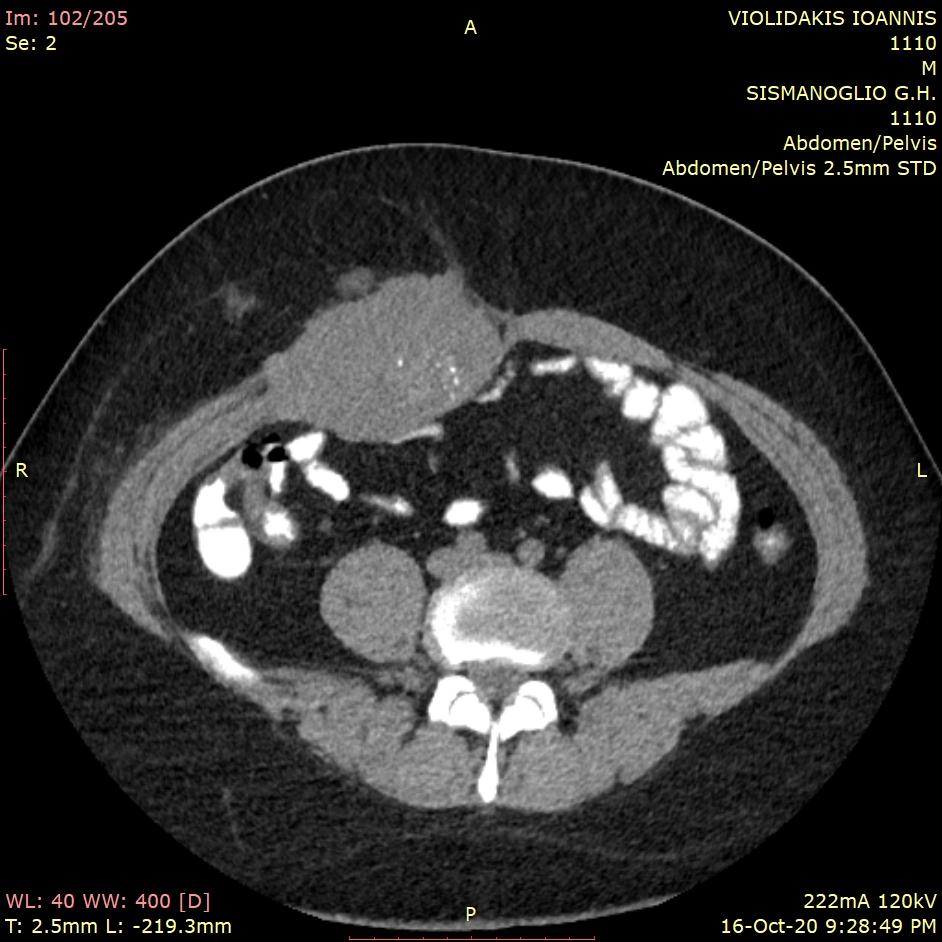 Im: 102/205
Se: 2
A
VIOLIDAKIS IOANNIS
1110
M
SISMANOGLIO G.H.
1110
Abdomen/Pelvis
Abdomen/Pelvis 2.5mm STD
R
L
WL: 40 WW: 400 [D]
T: 2.5mm L: -219.3mm
P
222mA 120kV
16-Oct-20 9:28:49 PM